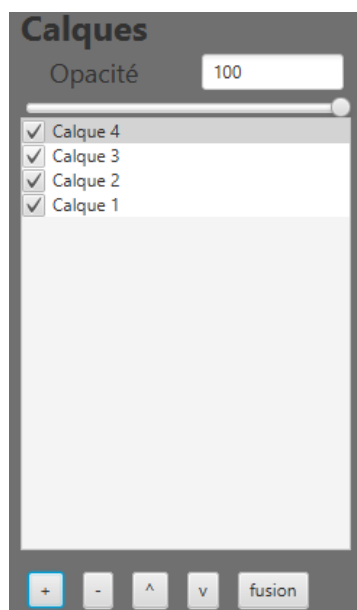 Calques
Opacité 100
Calque 4
Calque 3
Calque 2
Calque 1
+ - ^ v fusion